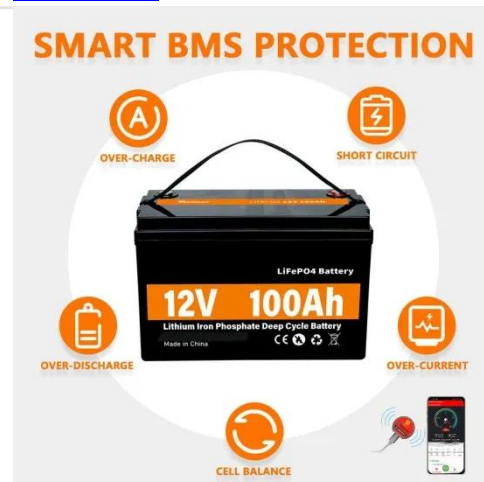 SMART BMS PROTECTION
OVER-CHARGE
SHORT CIRCUIT
LiFePO4 Battery
12V 100Ah
Lithium Iron Phosphate Deep Cycle Battery
Made in China
CE
OVER-DISCHARGE
OVER-CURRENT
CELL BALANCE